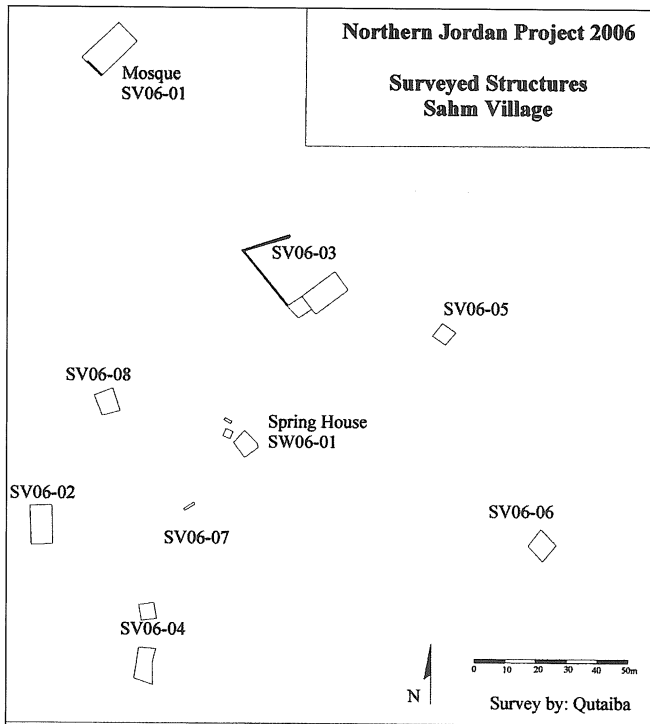 Northern Jordan Project 2006
Surveyed Structures
Sahm Village
Mosque
SV06-01
SV06-03
SV06-05
SV06-08
Spring House
SW06-01
SV06-02
SV06-07
SV06-06
SV06-04
N
0 10 20 30 40 50m
Survey by: Qutaiba